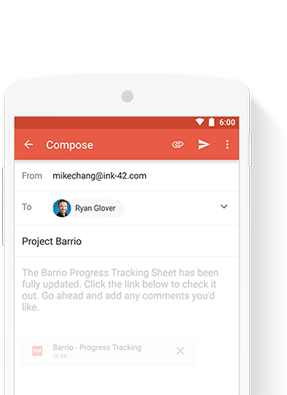 6:00
Compose
From mikechang@ink-42.com
To Ryan Glover
Project Barrio
The Barrio Progress Tracking Sheet has been
fully updated. Click the link below to check it
out. Go ahead and add any comments you'd
like.
PDF Barrio - Progress Tracking